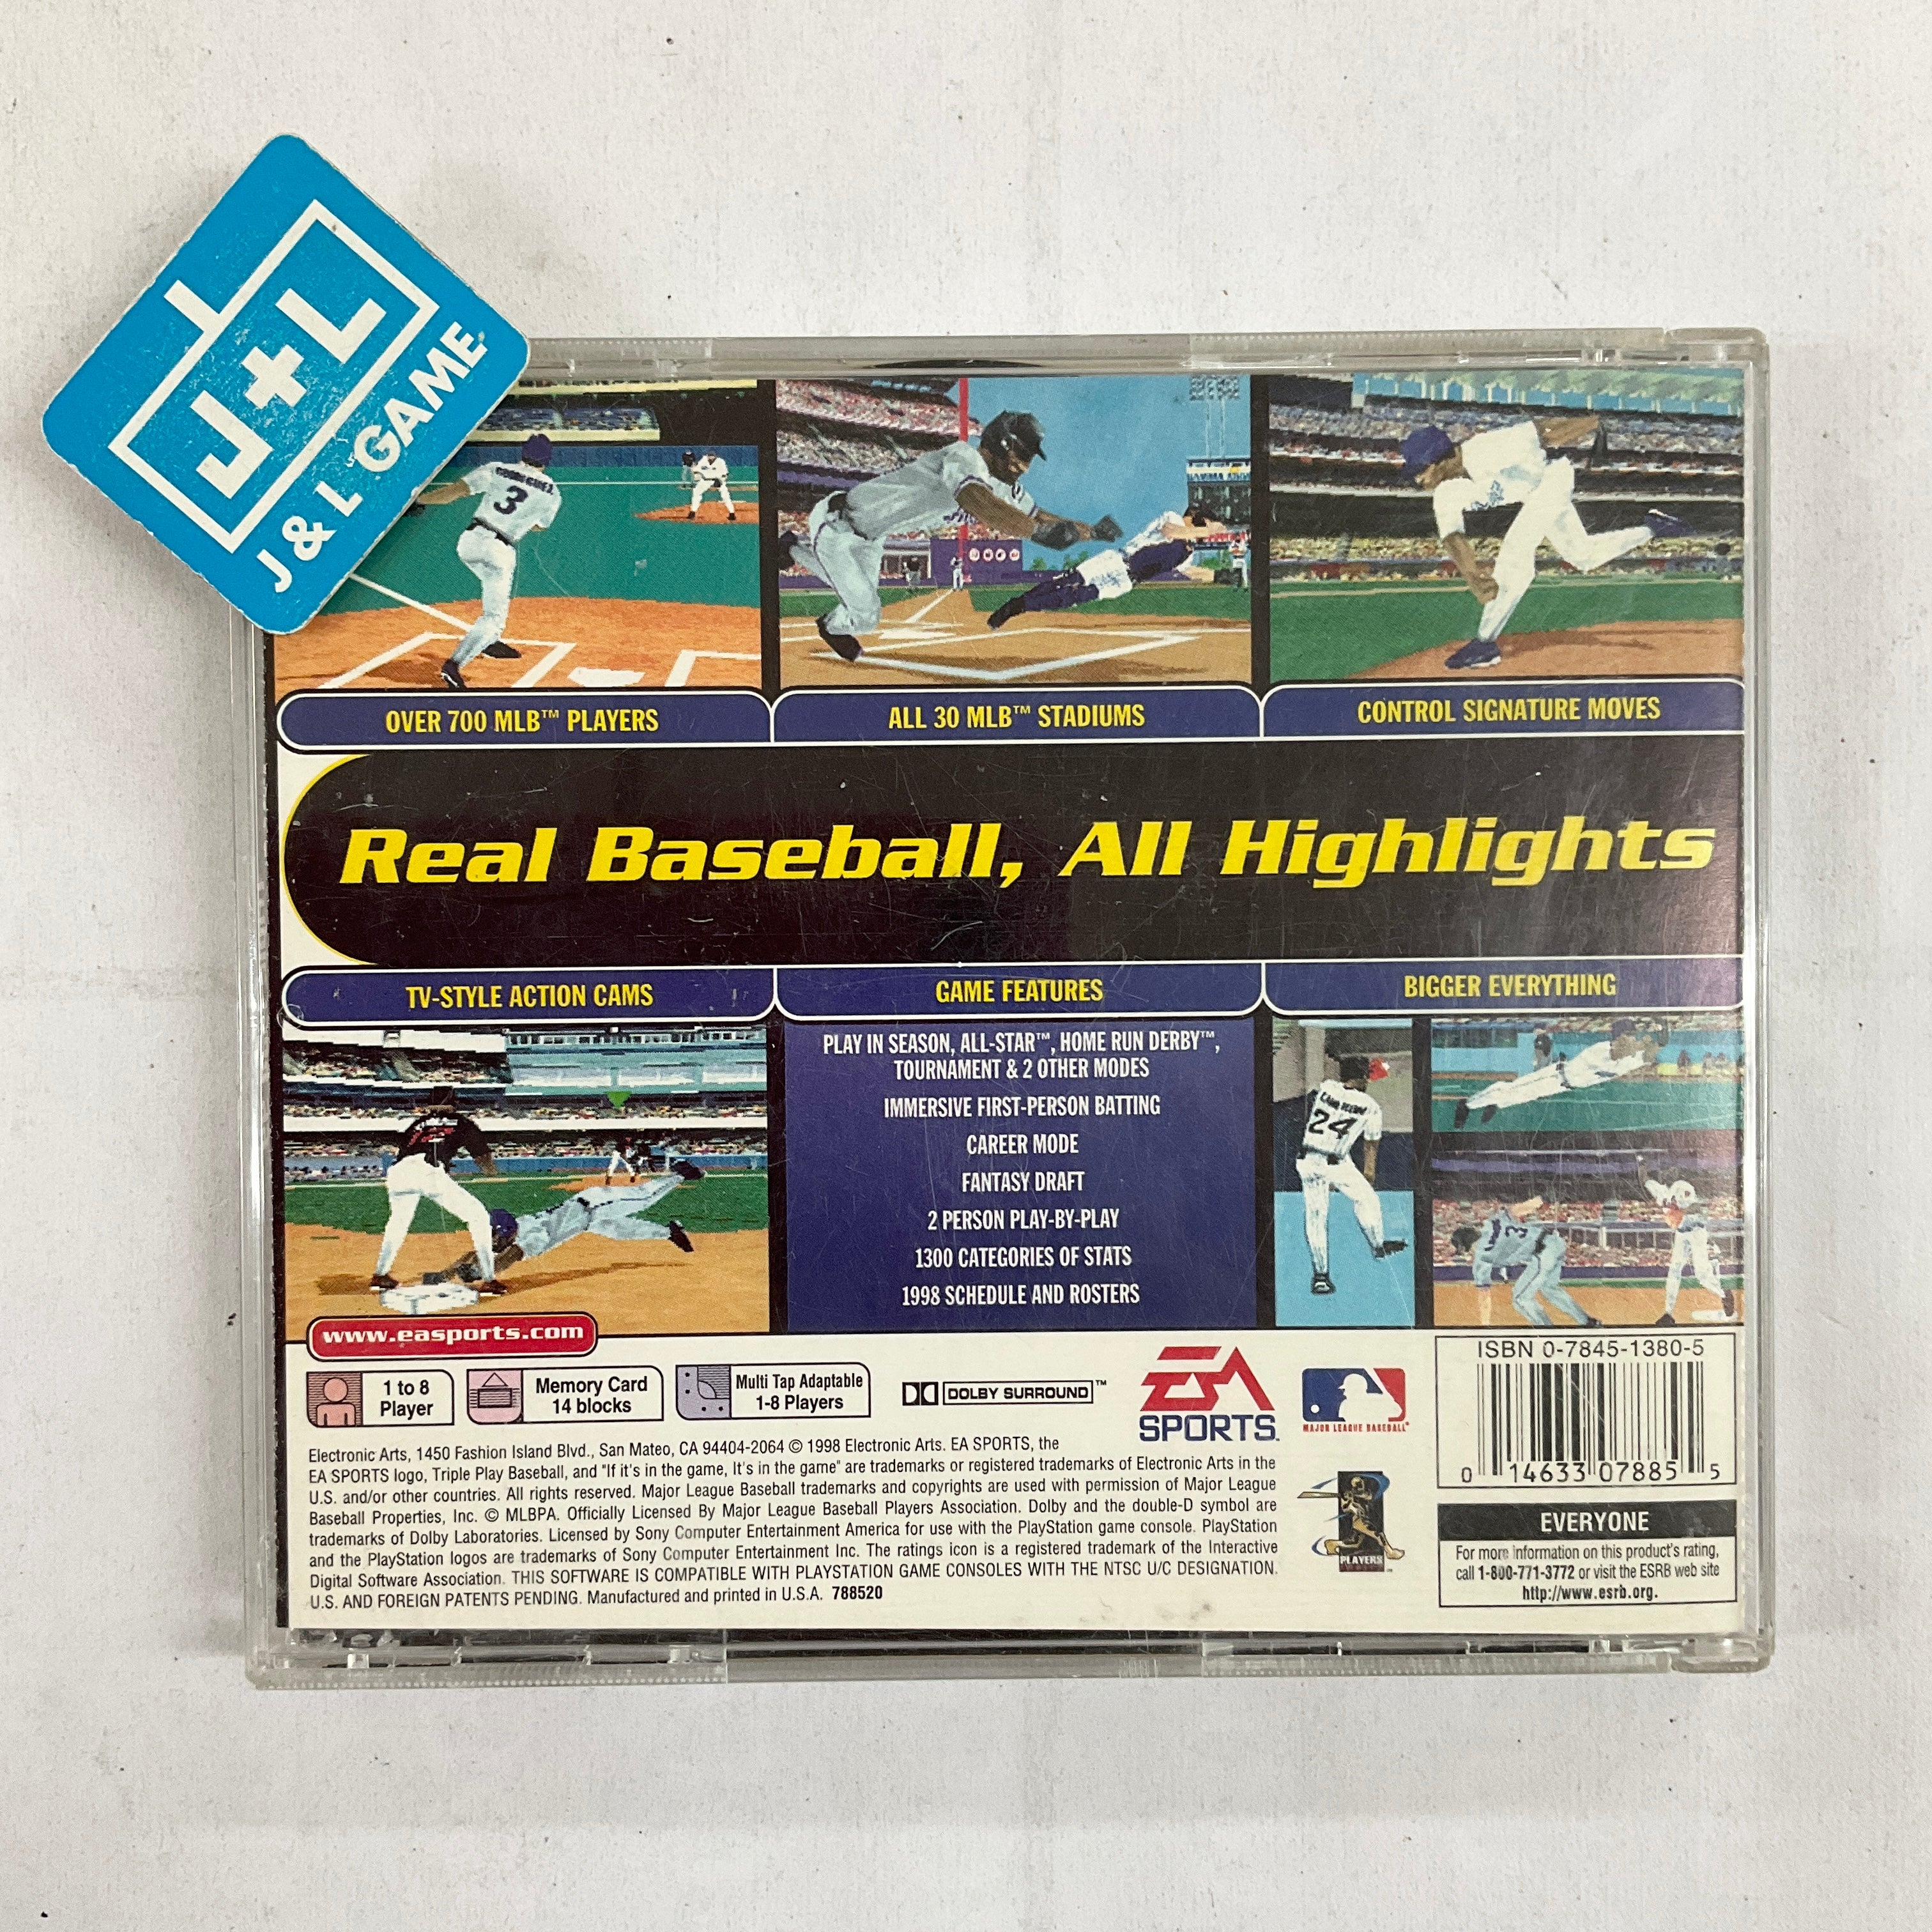 J+L
J & L GAME
RODRIGUEZ
3
OVER 700 MLB™ PLAYERS
ALL 30 MLB™ STADIUMS
CONTROL SIGNATURE MOVES
Real Baseball, All Highlights
TV-STYLE ACTION CAMS
GAME FEATURES
BIGGER EVERYTHING
PLAY IN SEASON, ALL-STAR™, HOME RUN DERBY™,
TOURNAMENT & 2 OTHER MODES
IMMERSIVE FIRST-PERSON BATTING
CAREER MODE
FANTASY DRAFT
2 PERSON PLAY-BY-PLAY
1300 CATEGORIES OF STATS
1998 SCHEDULE AND ROSTERS
24
3
www.easports.com
1 to 8
Player
Memory Card
14 blocks
Multi Tap Adaptable
1-8 Players
DOLBY SURROUND™
EA
SPORTS
MAJOR LEAGUE BASEBALL®
PLAYERS
ISBN 0-7845-1380-5
0 14633 07885 5
EVERYONE
For more information on this product's rating,
call 1-800-771-3772 or visit the ESRB web site
http://www.esrb.org.
Electronic Arts, 1450 Fashion Island Blvd., San Mateo, CA 94404-2064 © 1998 Electronic Arts. EA SPORTS, the
EA SPORTS logo, Triple Play Baseball, and "If it's in the game, It's in the game" are trademarks or registered trademarks of Electronic Arts in the
U.S. and/or other countries. All rights reserved. Major League Baseball trademarks and copyrights are used with permission of Major League
Baseball Properties, Inc. © MLBPA. Officially Licensed By Major League Baseball Players Association. Dolby and the double-D symbol are
trademarks of Dolby Laboratories. Licensed by Sony Computer Entertainment America for use with the PlayStation game console. PlayStation
and the PlayStation logos are trademarks of Sony Computer Entertainment Inc. The ratings icon is a registered trademark of the Interactive
Digital Software Association. THIS SOFTWARE IS COMPATIBLE WITH PLAYSTATION GAME CONSOLES WITH THE NTSC U/C DESIGNATION.
U.S. AND FOREIGN PATENTS PENDING. Manufactured and printed in U.S.A. 788520